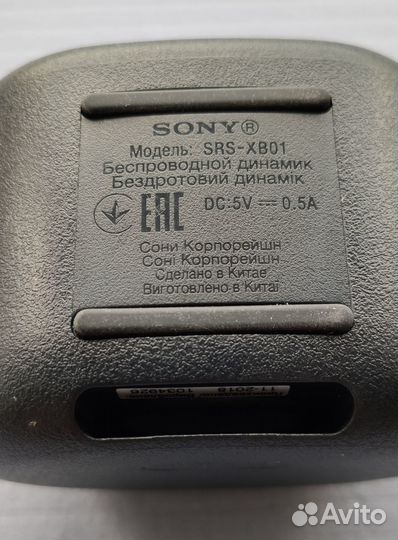 SONY®
Модель: SRS-XB01
Беспроводной динамик
Бездротовий динамік
EAC DC:5V ⎓ 0.5A
Сони Корпорейшн
Соні Корпорейшн
Сделано в Китае
Виготовлено в Китаї
11-2018
1034926
Avito